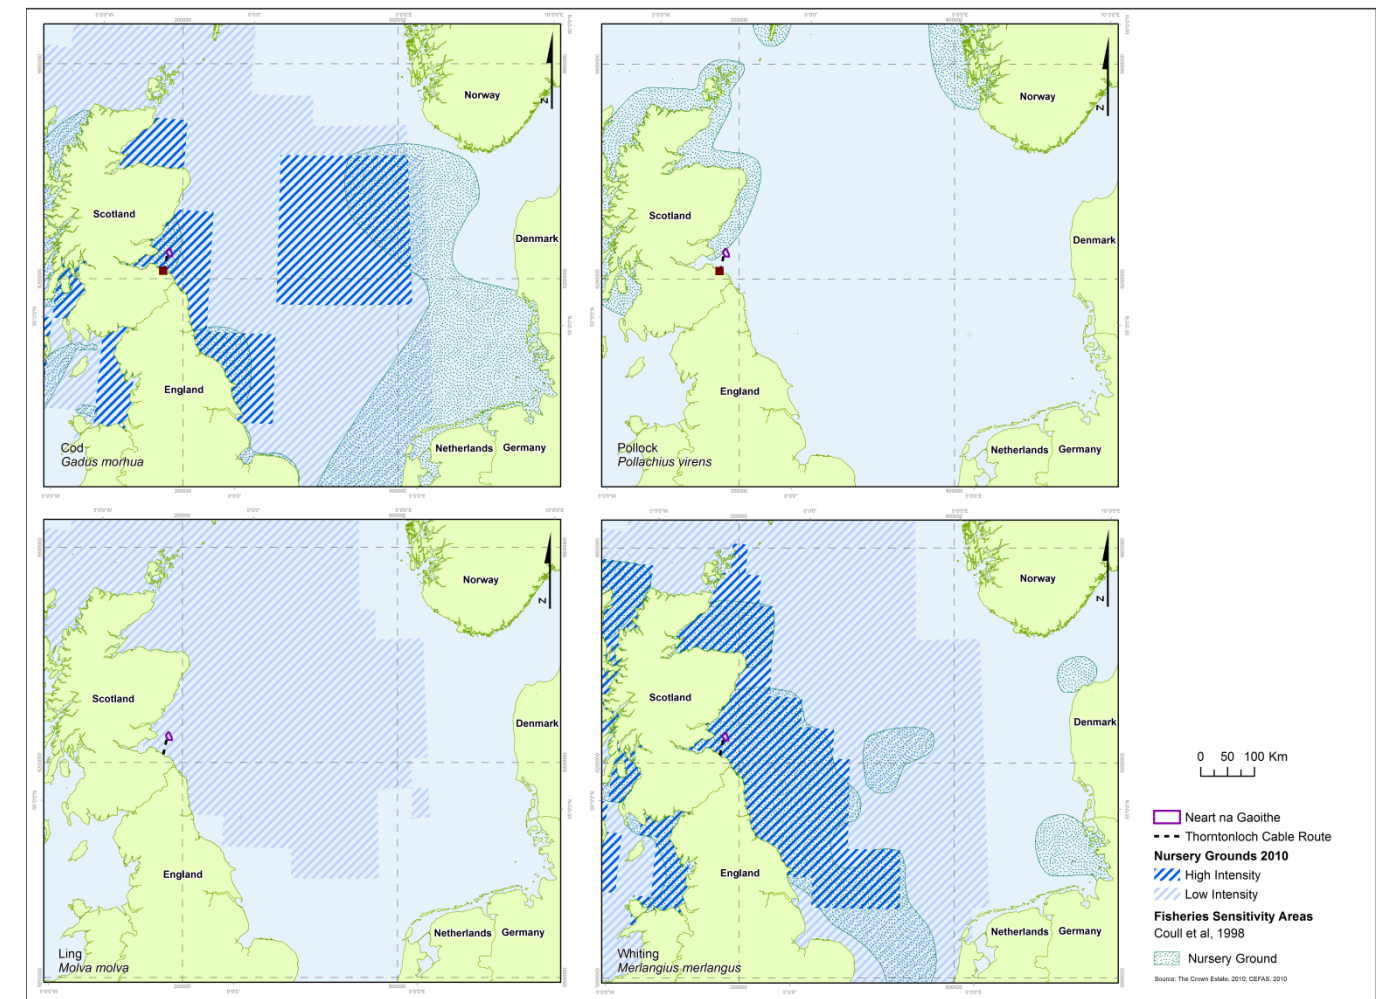 Norway
Scotland
Denmark
England
Netherlands Germany
Cod
Gadus morhua
Norway
Scotland
Denmark
England
Netherlands Germany
Pollock
Pollachius virens
Norway
Scotland
Denmark
England
Netherlands Germany
Ling
Molva molva
Norway
Scotland
Denmark
England
Netherlands Germany
Whiting
Merlangius merlangus
0 50 100 Km
Neart na Gaoithe
Thorntonloch Cable Route
Nursery Grounds 2010
High Intensity
Low Intensity
Fisheries Sensitivity Areas
Coull et al, 1998
Nursery Ground
Source: The Crown Estate, 2010; CEFAS, 2010